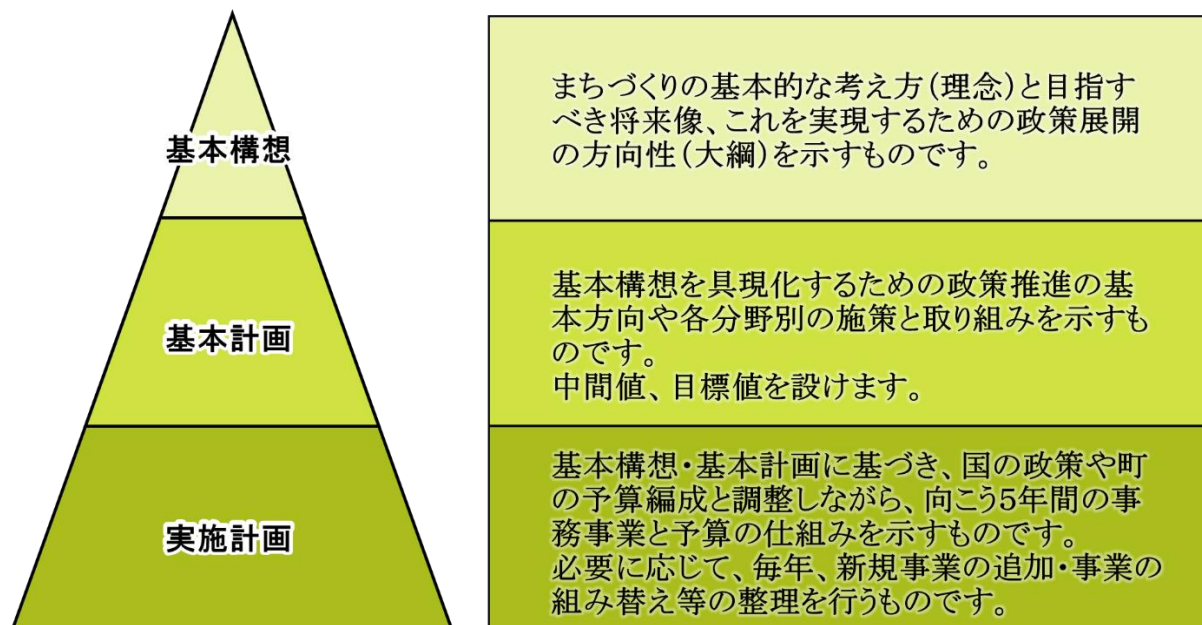 基本構想
まちづくりの基本的な考え方(理念)と目指す
べき将来像、これを実現するための政策展開
の方向性(大綱)を示すものです。
基本計画
基本構想を具現化するための政策推進の基
本方向や各分野別の施策と取り組みを示すも
のです。
中間値、目標値を設けます。
実施計画
基本構想・基本計画に基づき、国の政策や町
の予算編成と調整しながら、向こう5年間の事
務事業と予算の仕組みを示すものです。
必要に応じて、毎年、新規事業の追加・事業の
組み替え等の整理を行うものです。